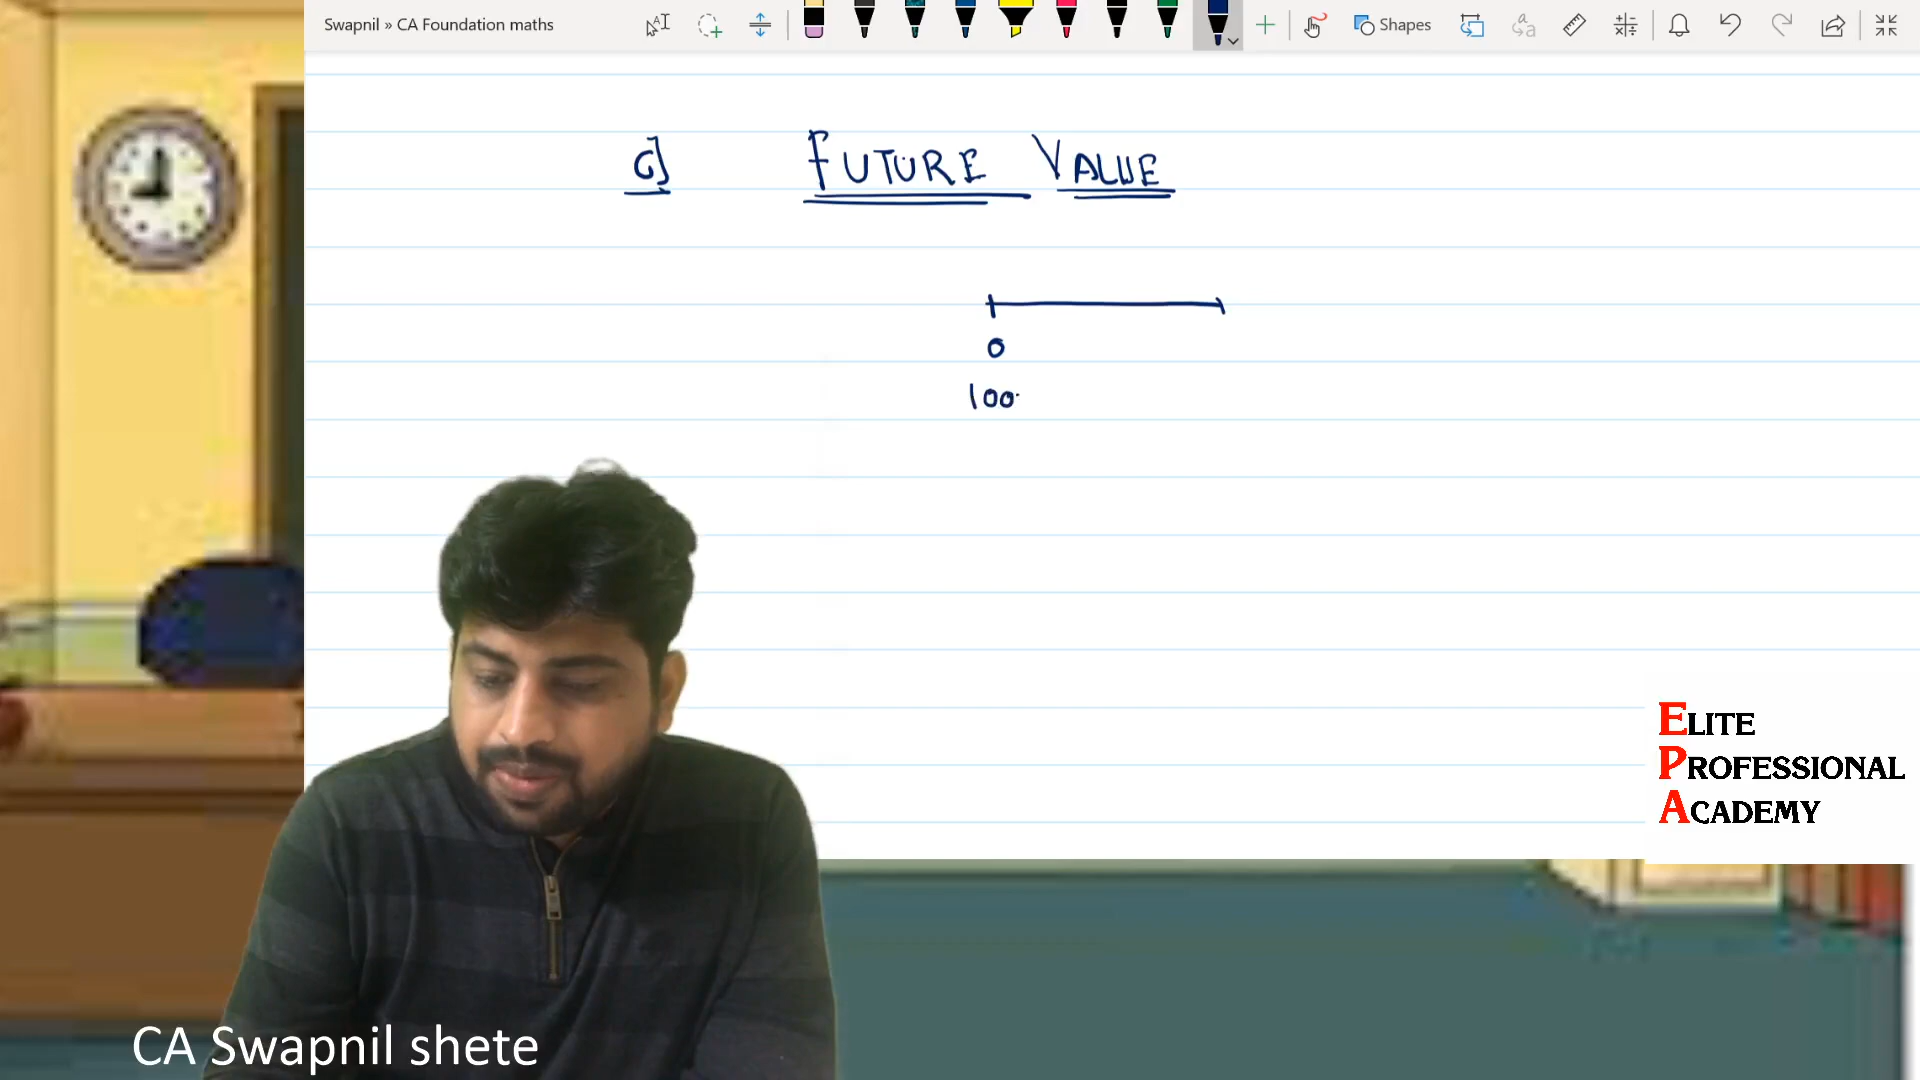 Swapnil » CA Foundation maths
Shapes
G] FUTURE VALUE
0
100
ELITE
PROFESSIONAL
ACADEMY
CA Swapnil shete